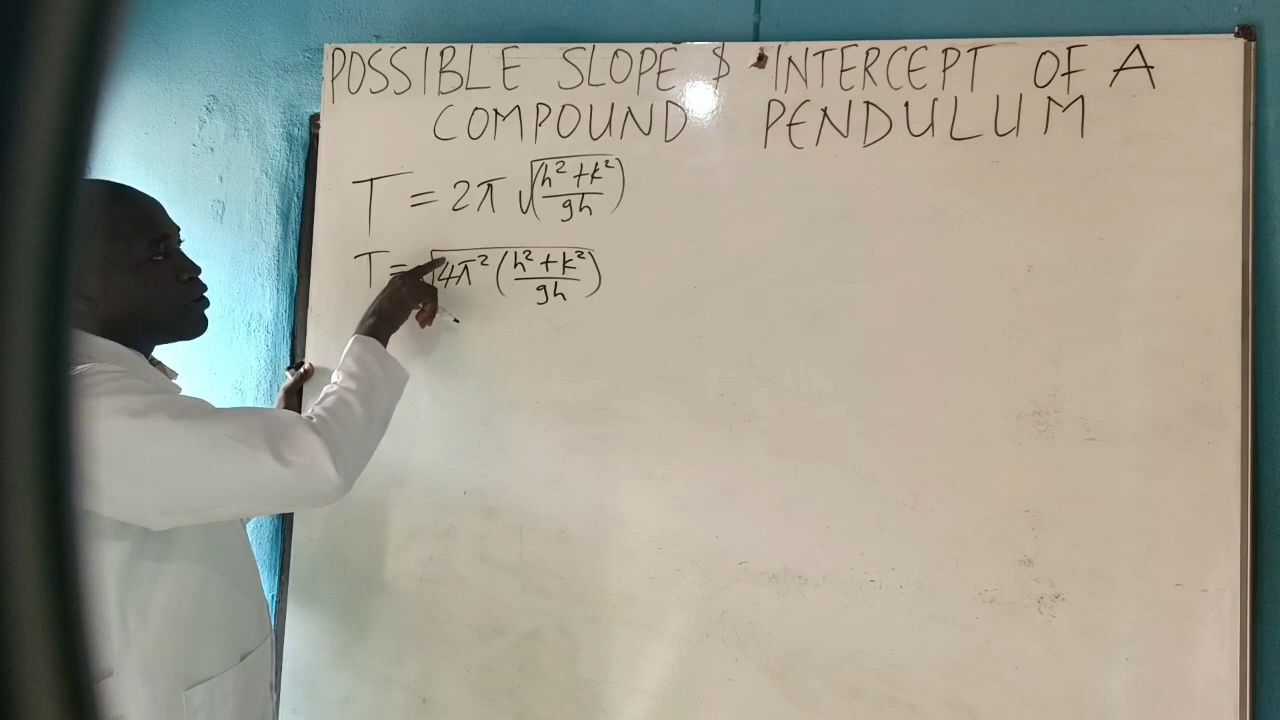 POSSIBLE SLOPE & INTERCEPT OF A
COMPOUND PENDULUM
T = 2π √((h² + k²)/gh)
T = √(4π² ((h² + k²)/gh))